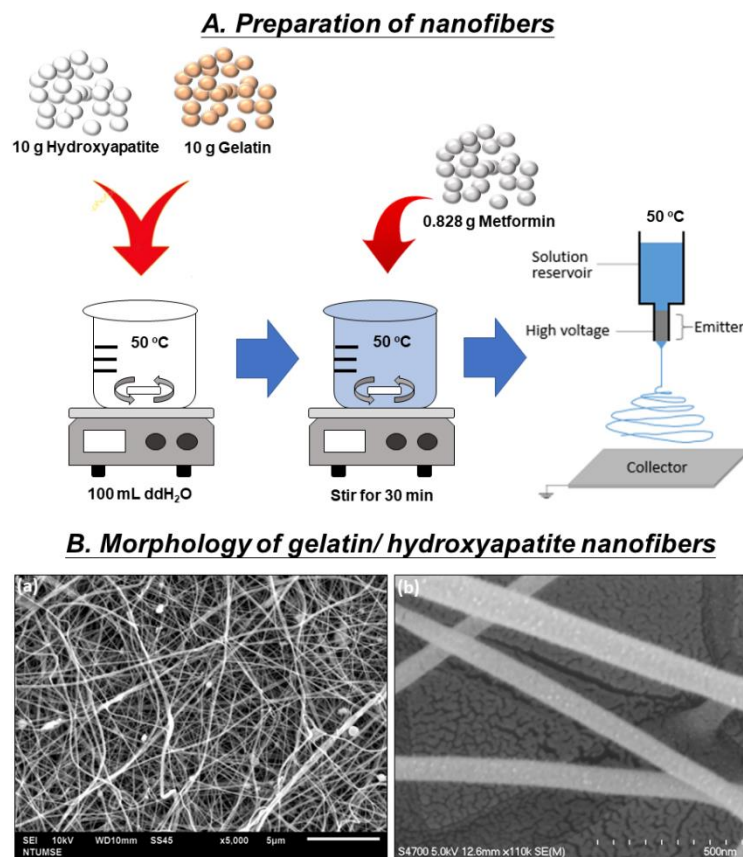 A. Preparation of nanofibers
10 g Hydroxyapatite
10 g Gelatin
0.828 g Metformin
50 °C
Solution
reservoir
High voltage
Emitter
50 °C
50 °C
Collector
100 mL ddH₂O
Stir for 30 min
B. Morphology of gelatin/ hydroxyapatite nanofibers
(a)
(b)
SEI 10kV WD10mm SS45 x5,000 5μm
NTUMSE
S4700 5.0kV 12.6mm x110k SE(M) 500nm